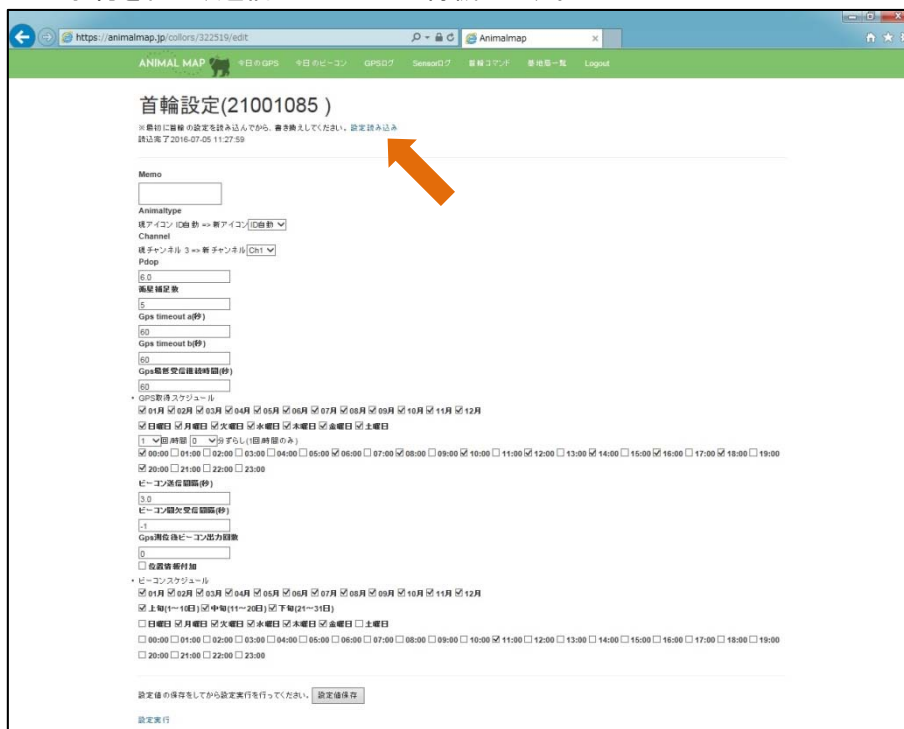 https://animalmap.jp/collors/322519/edit
Animalmap
ANIMAL MAP 今日のGPS 今日のビーコン GPSログ Sensorログ 首輪コマンド 基地局一覧 Logout
首輪設定(21001085 )
※最初に首輪の設定を読み込んでから、書き換えしてください。設定読み込み
読込完了2016-07-05 11:27:59
Memo
Animaltype
現アイコン ID自動 => 新アイコン ID自動
Channel
現チャンネル 3 => 新チャンネル Ch1
Pdop
6.0
衛星補足数
5
Gps timeout a(秒)
60
Gps timeout b(秒)
60
Gps最低受信継続時間(秒)
60
• GPS取得スケジュール
01月 02月 03月 04月 05月 06月 07月 08月 09月 10月 11月 12月
日曜日 月曜日 火曜日 水曜日 木曜日 金曜日 土曜日
1 回/時間 0 分ずらし(1回/時間のみ)
00:00 01:00 02:00 03:00 04:00 05:00 06:00 07:00 08:00 09:00 10:00 11:00 12:00 13:00 14:00 15:00 16:00 17:00 18:00 19:00
20:00 21:00 22:00 23:00
ビーコン送信間隔(秒)
3.0
ビーコン間欠受信間隔(秒)
-1
Gps測位後ビーコン出力回数
0
位置情報付加
• ビーコンスケジュール
01月 02月 03月 04月 05月 06月 07月 08月 09月 10月 11月 12月
上旬(1〜10日) 中旬(11〜20日) 下旬(21〜31日)
日曜日 月曜日 火曜日 水曜日 木曜日 金曜日 土曜日
00:00 01:00 02:00 03:00 04:00 05:00 06:00 07:00 08:00 09:00 10:00 11:00 12:00 13:00 14:00 15:00 16:00 17:00 18:00 19:00
20:00 21:00 22:00 23:00
設定値の保存をしてから設定実行を行ってください。 設定値保存
設定実行